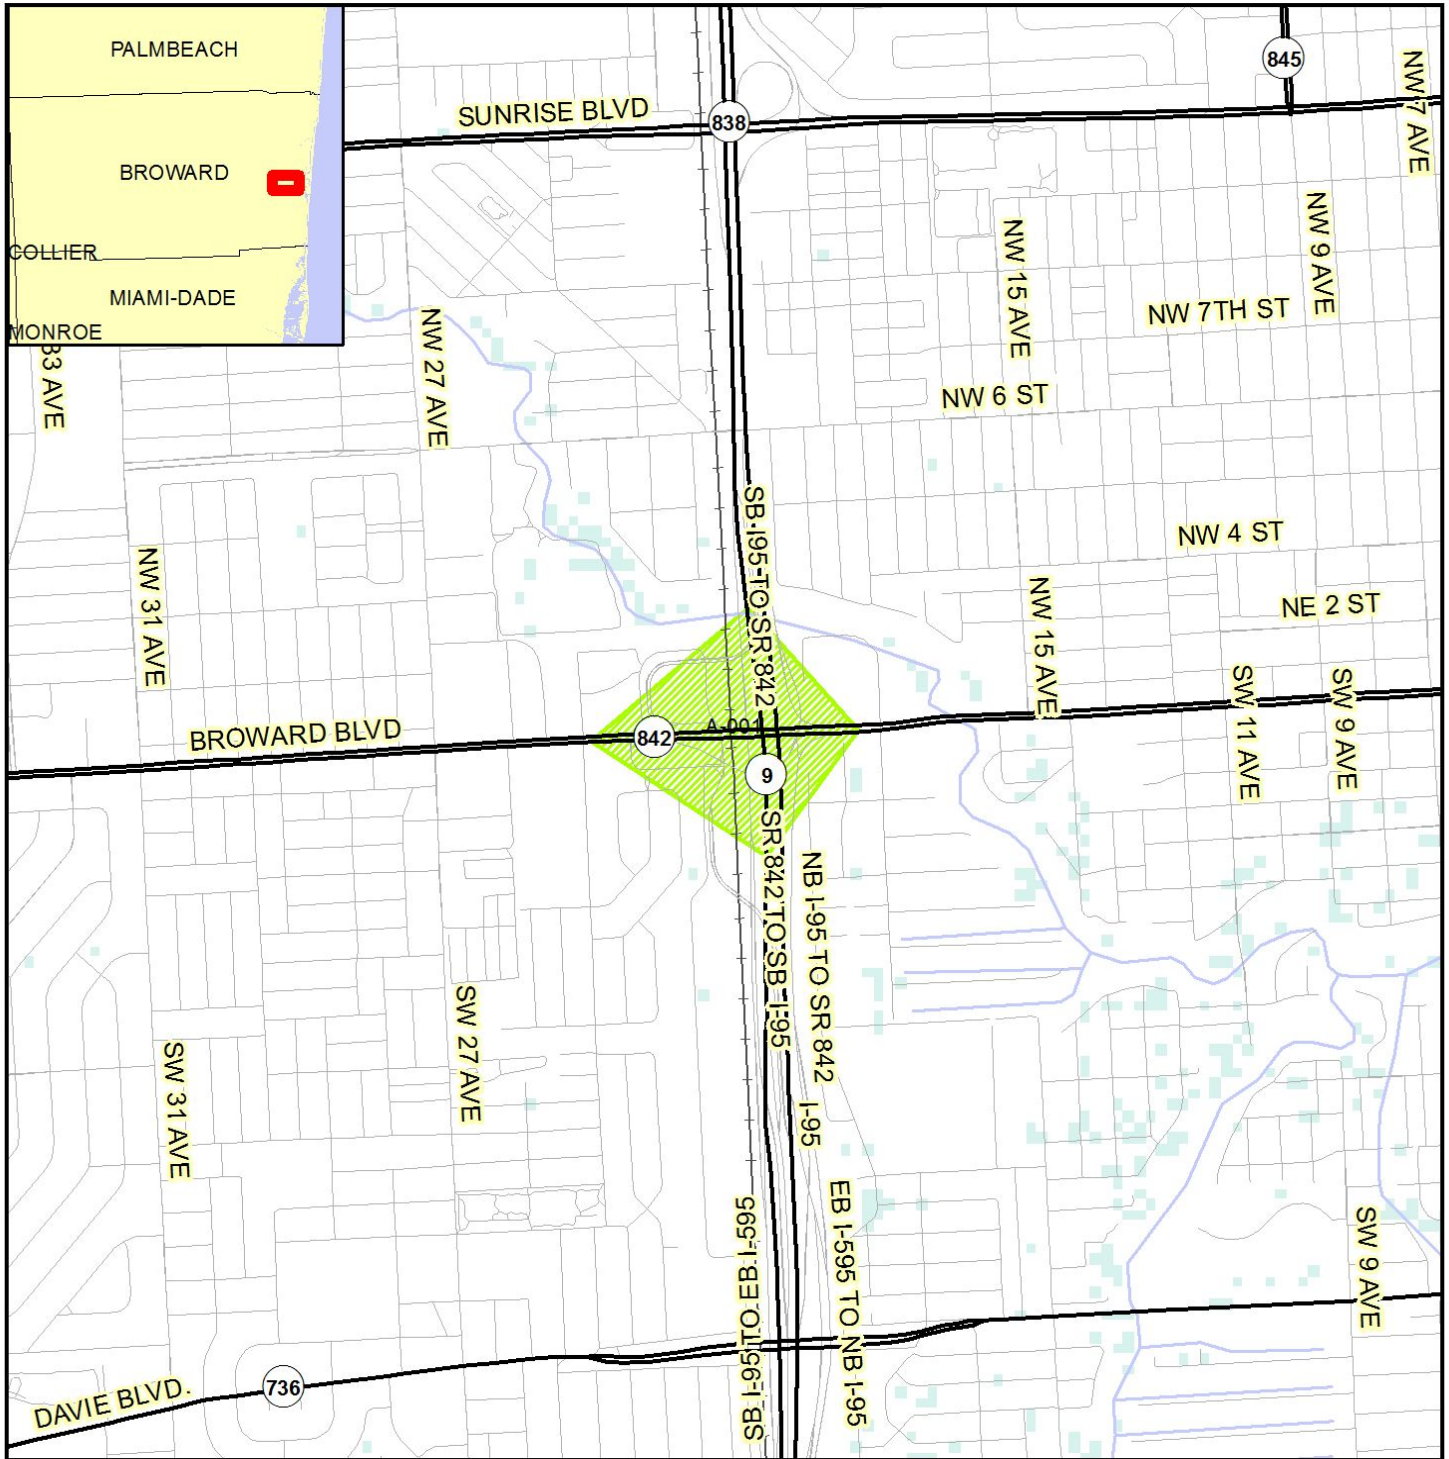 PALMBEACH
BROWARD
COLLIER
MIAMI-DADE
MONROE
SUNRISE BLVD
838
845
NW 7 AVE
NW 9 AVE
NW 15 AVE
NW 7TH ST
NW 6 ST
33 AVE
NW 27 AVE
NW 4 ST
NW 31 AVE
SB I95 TO SR 842
NW 15 AVE
NE 2 ST
SW 11 AVE
SW 9 AVE
BROWARD BLVD
842
A-001
9
SR 842 TO SB I-95
NB I-95 TO SR 842
I-95
SW 27 AVE
SW 31 AVE
SB I-95 TO EB I-595
EB I-595 TO NB I-95
SW 9 AVE
DAVIE BLVD.
736